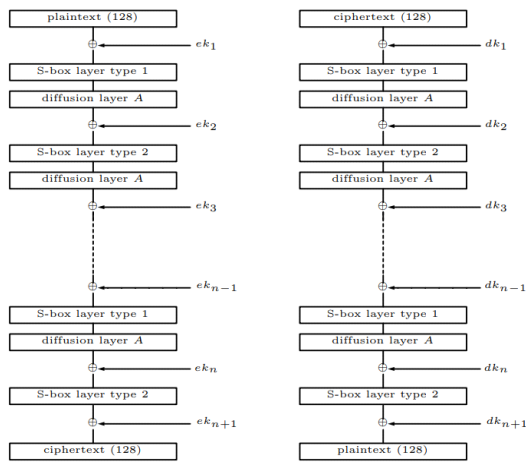 plaintext (128)
ek₁
S-box layer type 1
diffusion layer A
ek₂
S-box layer type 2
diffusion layer A
ek₃
ekₙ₋₁
S-box layer type 1
diffusion layer A
ekₙ
S-box layer type 2
ekₙ₊₁
ciphertext (128)
ciphertext (128)
dk₁
S-box layer type 1
diffusion layer A
dk₂
S-box layer type 2
diffusion layer A
dk₃
dkₙ₋₁
S-box layer type 1
diffusion layer A
dkₙ
S-box layer type 2
dkₙ₊₁
plaintext (128)